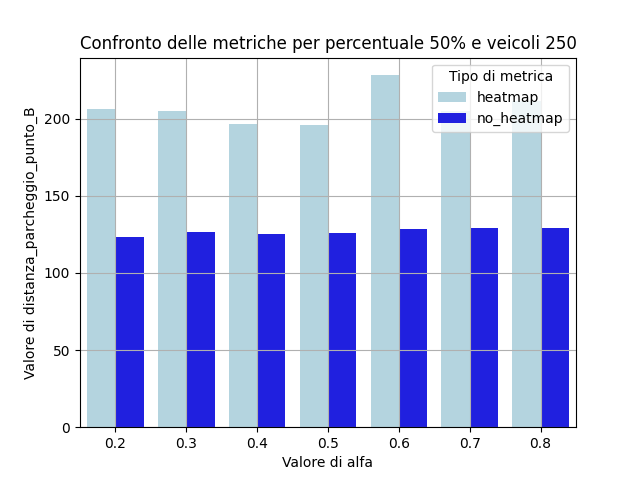 Confronto delle metriche per percentuale 50% e veicoli 250
Tipo di metrica
heatmap
no_heatmap
Valore di distanza_parcheggio_punto_B
200
150
100
50
0
0.2 0.3 0.4 0.5 0.6 0.7 0.8
Valore di alfa